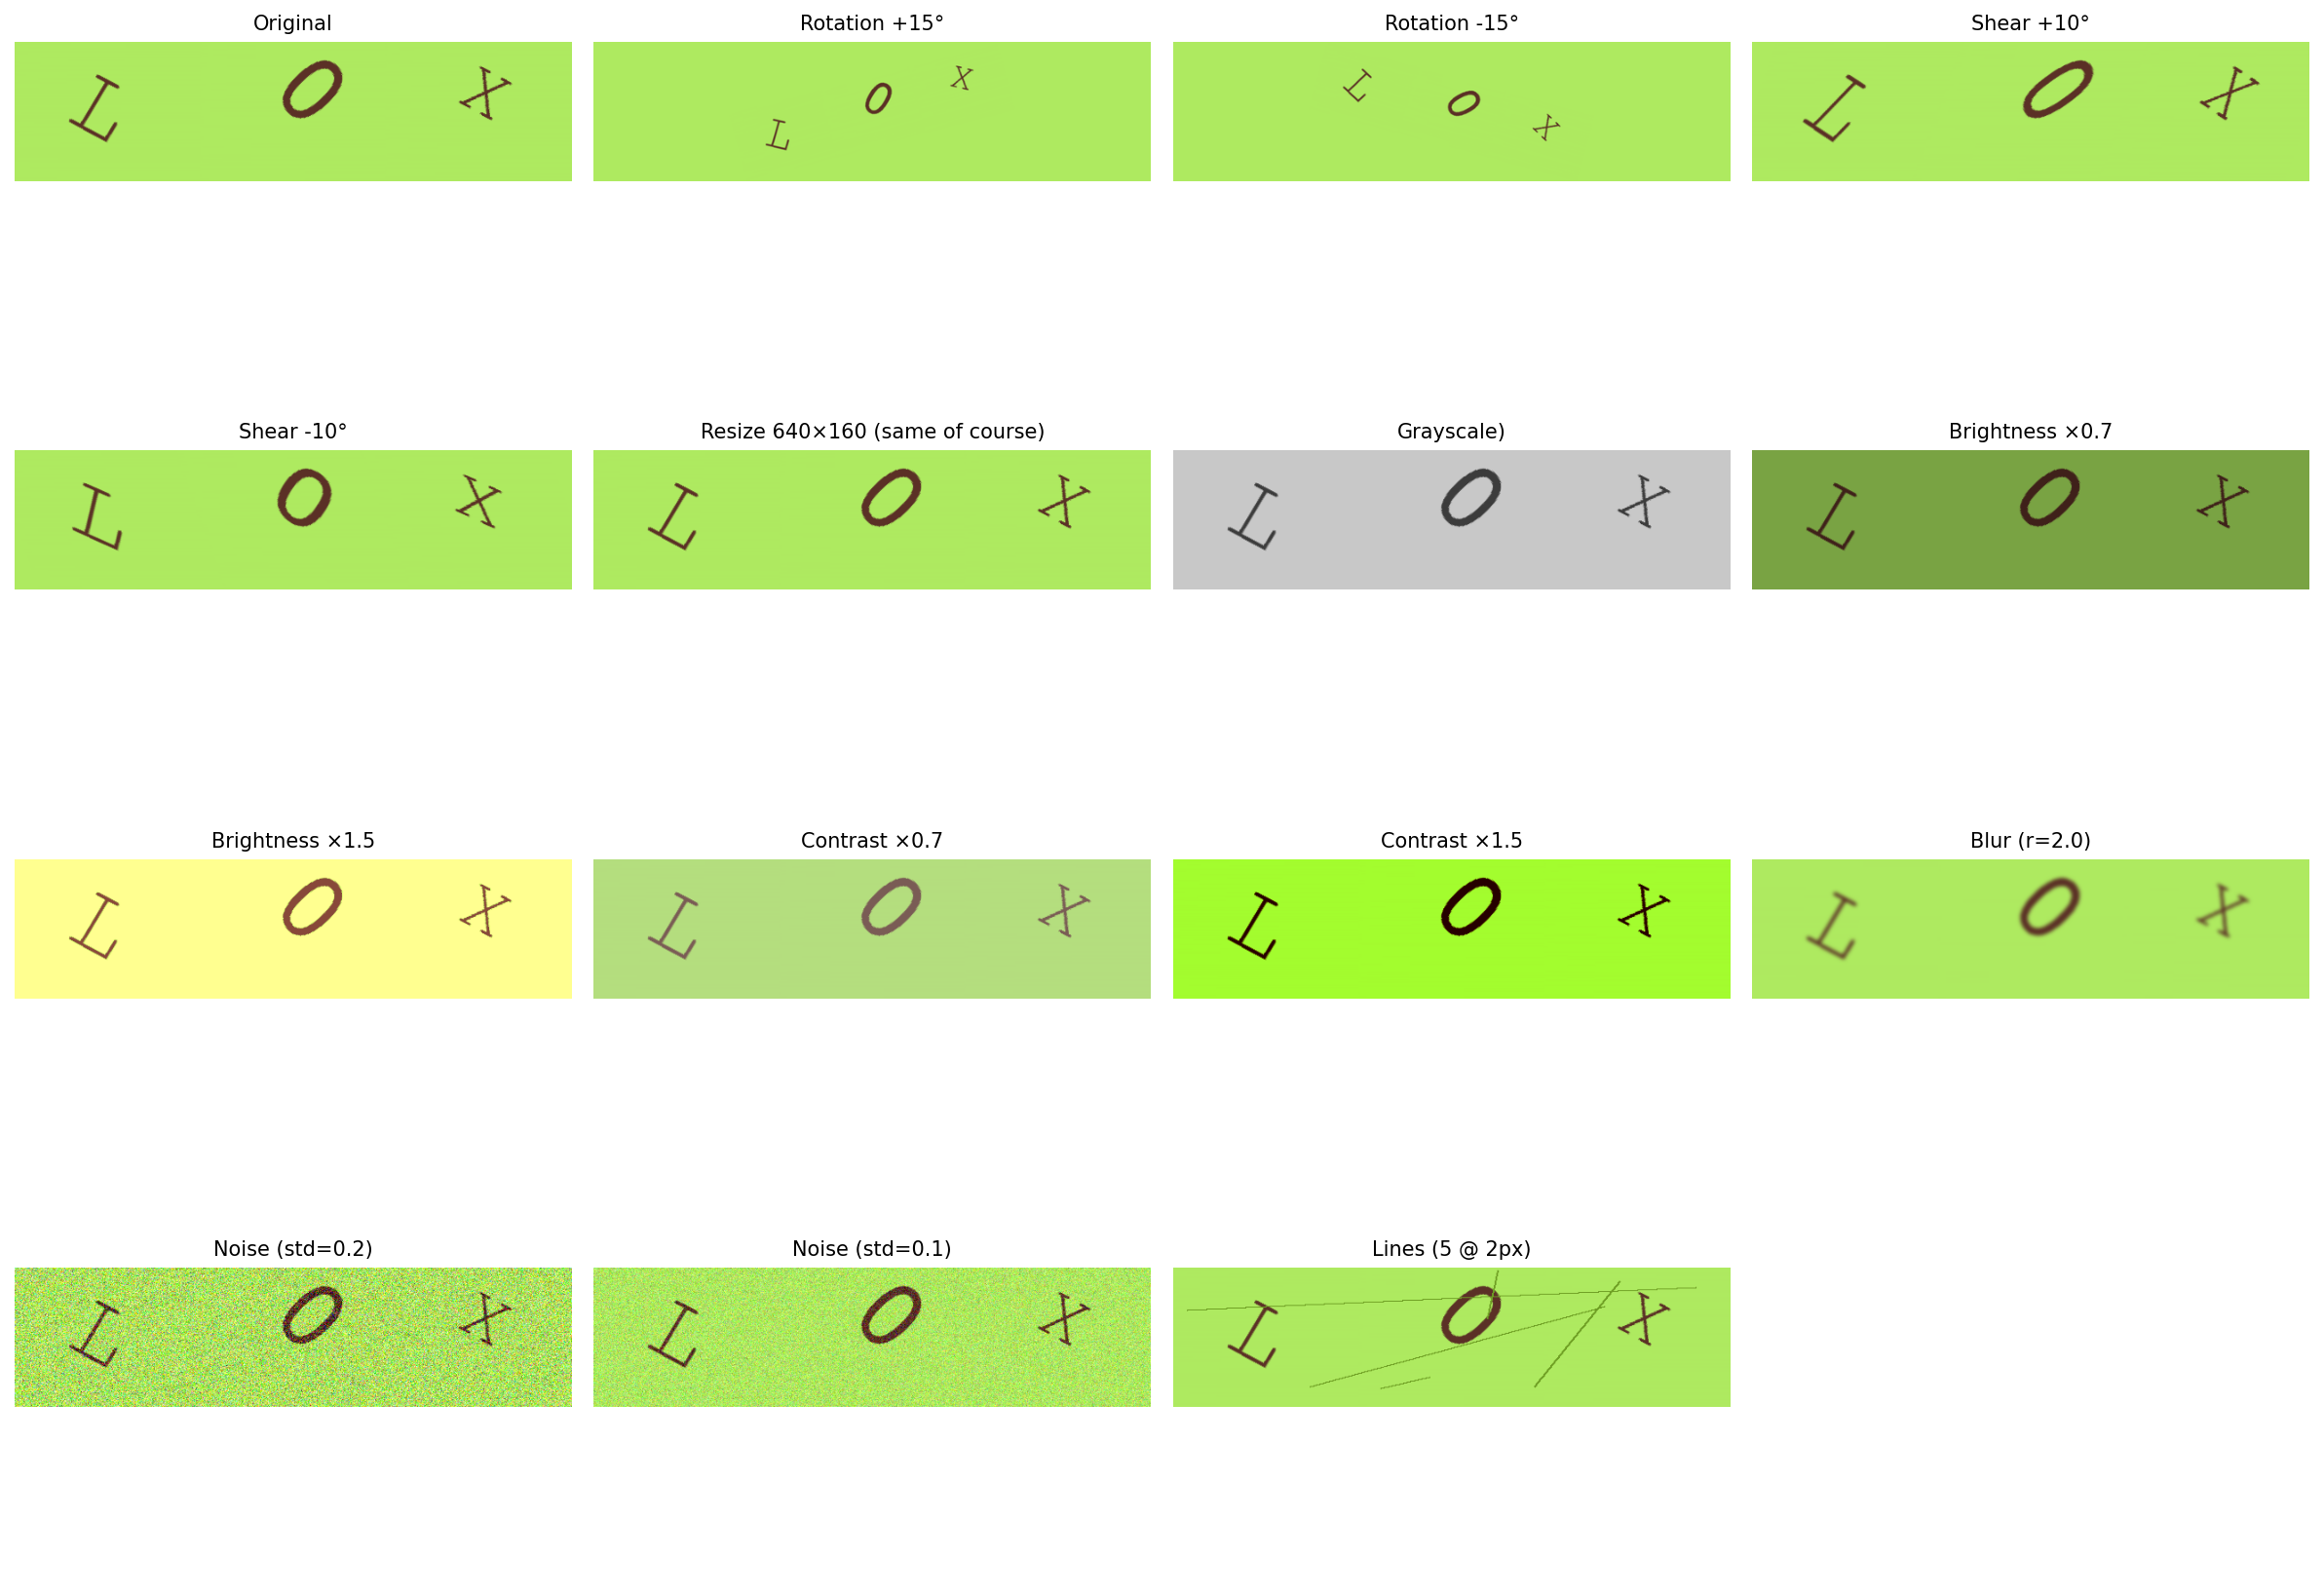 Original Rotation +15° Rotation -15° Shear +10°
L O X L O X L O X L O X
Shear -10° Resize 640×160 (same of course) Grayscale) Brightness ×0.7
L O X L O X L O X L O X
Brightness ×1.5 Contrast ×0.7 Contrast ×1.5 Blur (r=2.0)
L O X L O X L O X L O X
Noise (std=0.2) Noise (std=0.1) Lines (5 @ 2px)
L O X L O X L O X